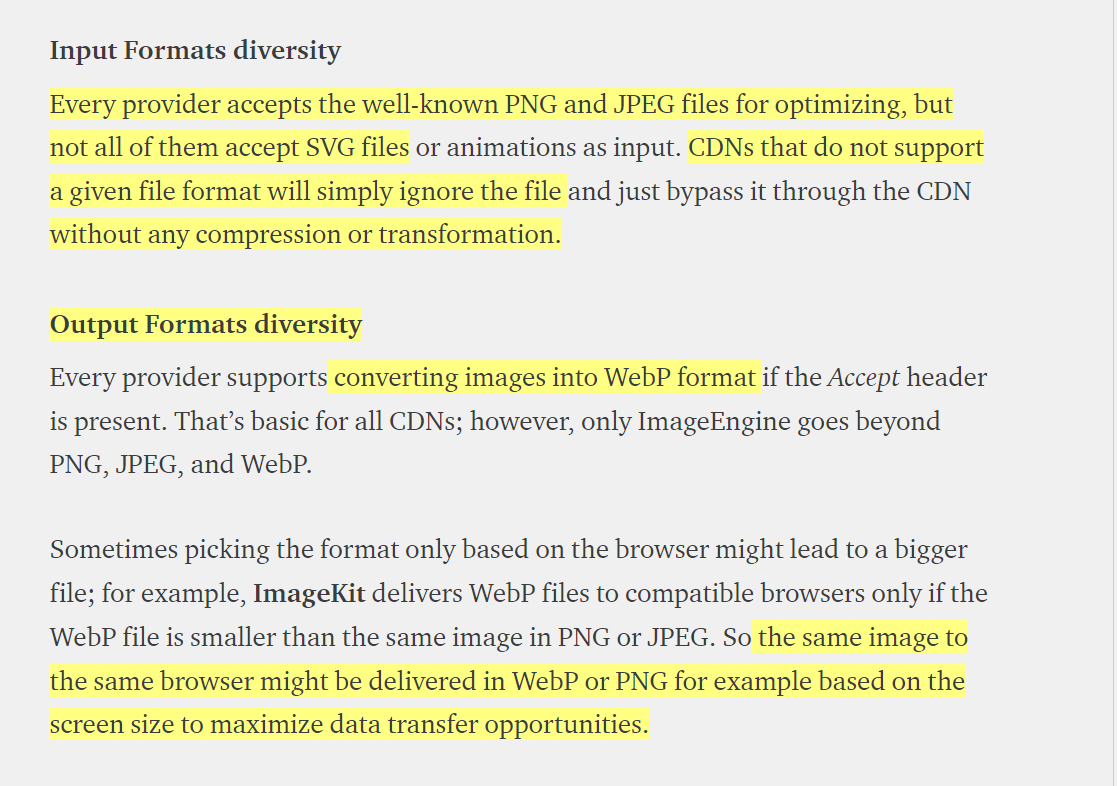 Input Formats diversity
Every provider accepts the well-known PNG and JPEG files for optimizing, but
not all of them accept SVG files or animations as input. CDNs that do not support
a given file format will simply ignore the file and just bypass it through the CDN
without any compression or transformation.
Output Formats diversity
Every provider supports converting images into WebP format if the Accept header
is present. That’s basic for all CDNs; however, only ImageEngine goes beyond
PNG, JPEG, and WebP.
Sometimes picking the format only based on the browser might lead to a bigger
file; for example, ImageKit delivers WebP files to compatible browsers only if the
WebP file is smaller than the same image in PNG or JPEG. So the same image to
the same browser might be delivered in WebP or PNG for example based on the
screen size to maximize data transfer opportunities.